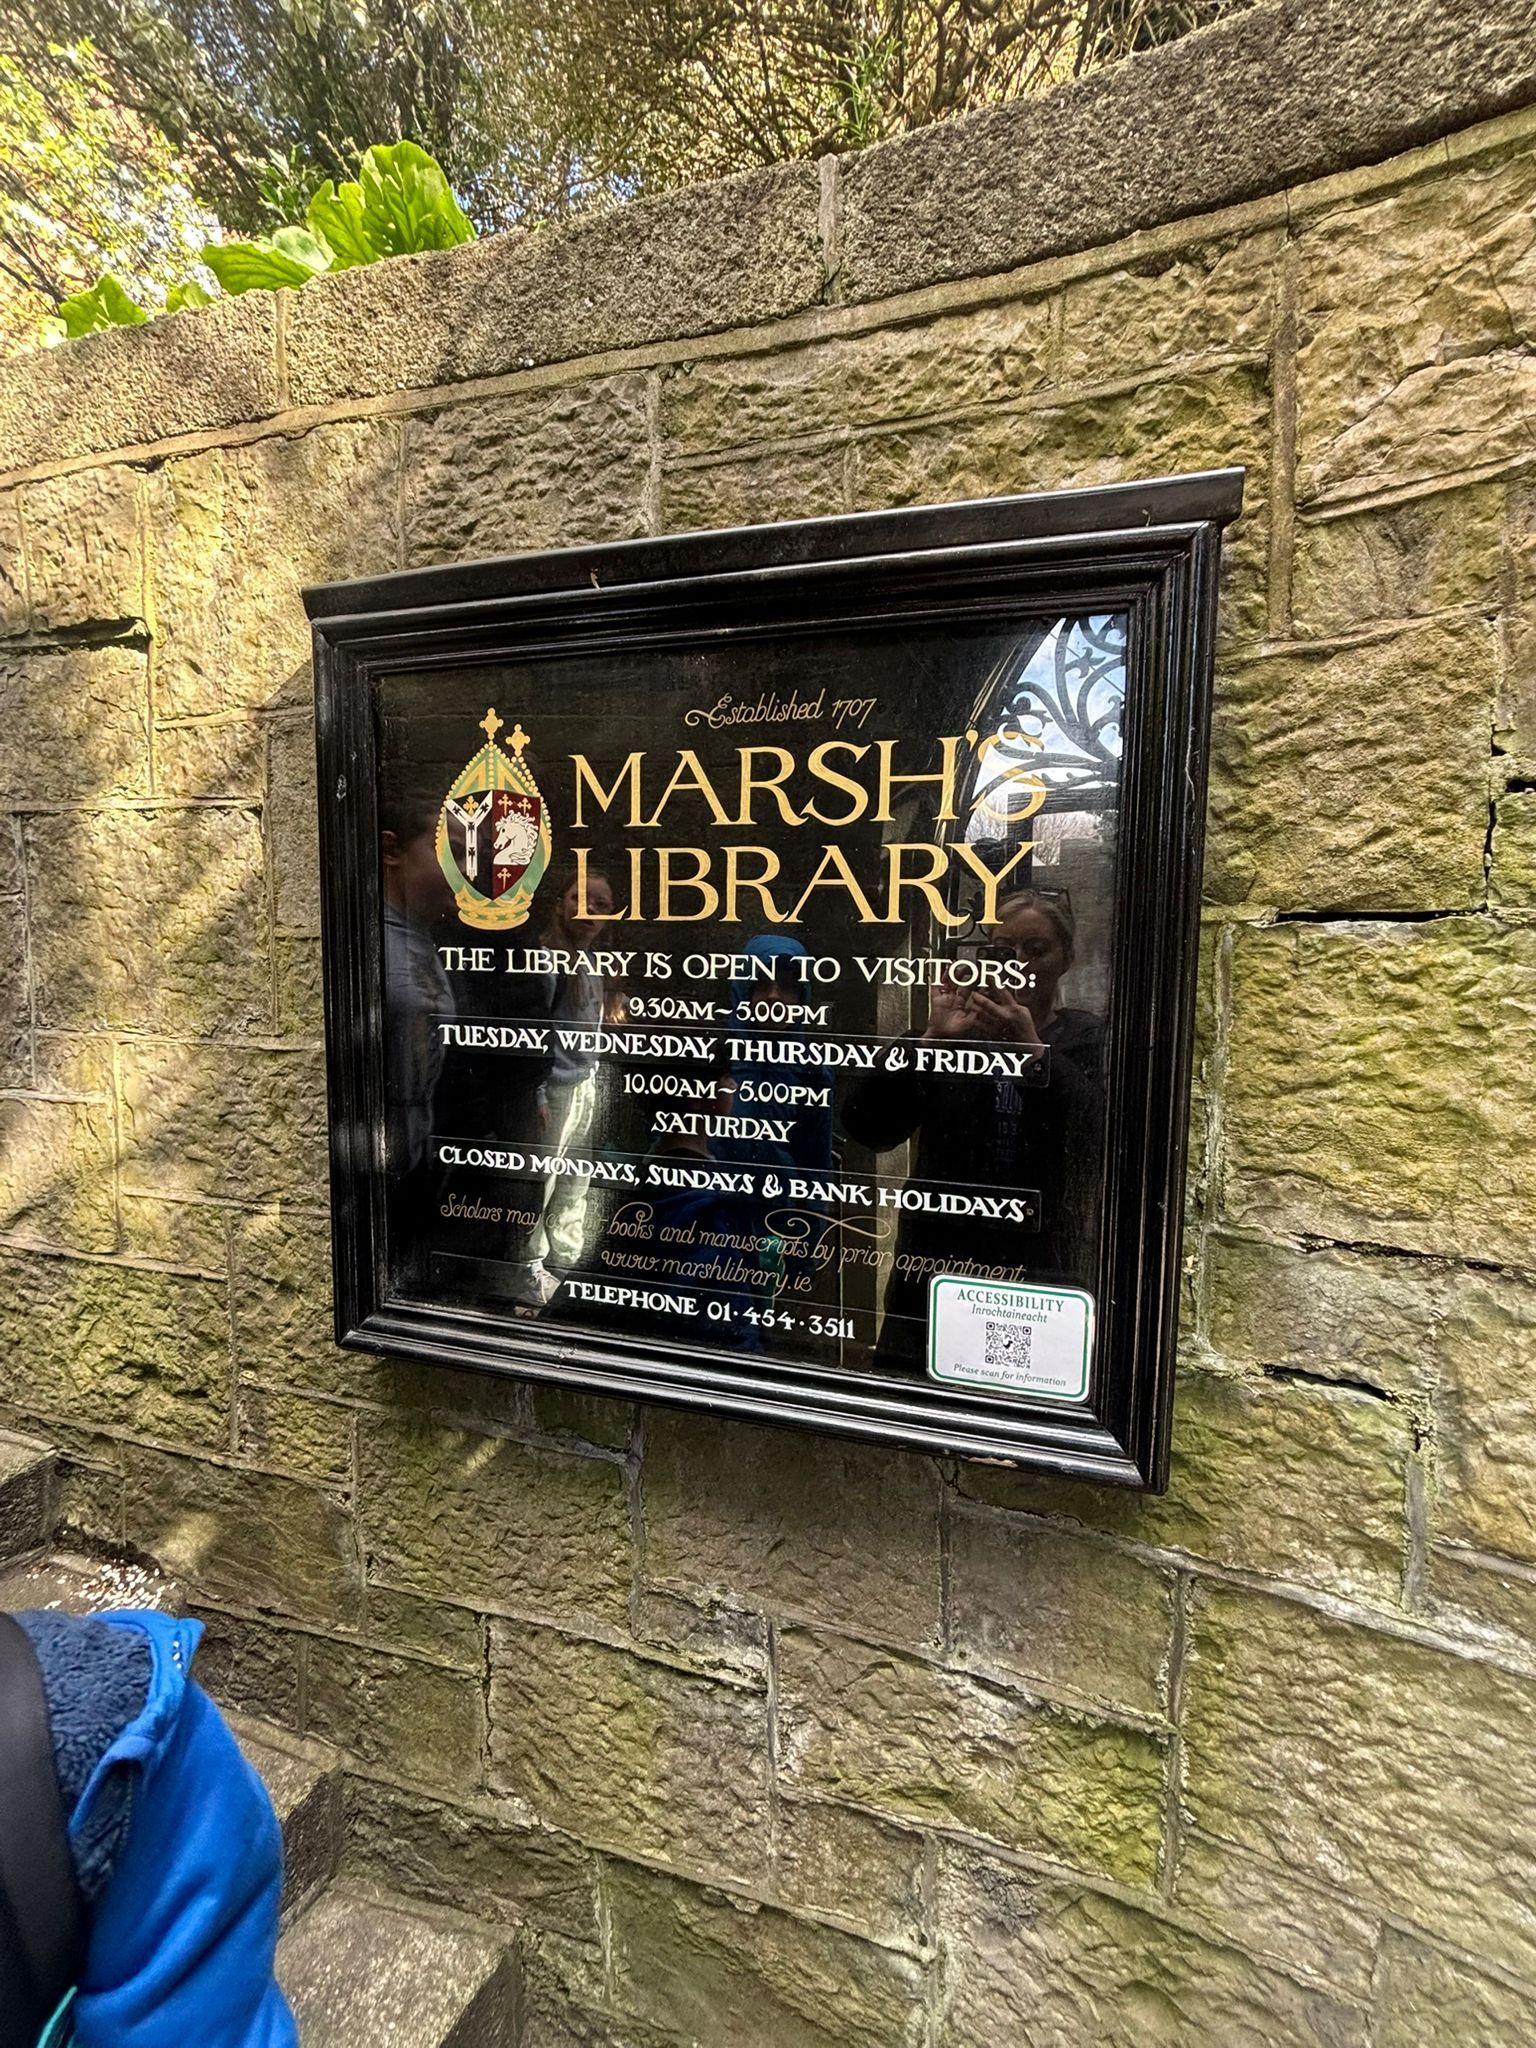 Established 1707
MARSH'S
LIBRARY
THE LIBRARY IS OPEN TO VISITORS:
9.30AM~5.00PM
TUESDAY, WEDNESDAY, THURSDAY & FRIDAY
10.00AM~5.00PM
SATURDAY
CLOSED MONDAYS, SUNDAYS & BANK HOLIDAYS
Scholars may books and manuscripts by prior appointment
www.marshlibrary.ie
TELEPHONE 01·454·3511
ACCESSIBILITY
Inrochtaineacht
Please scan for information